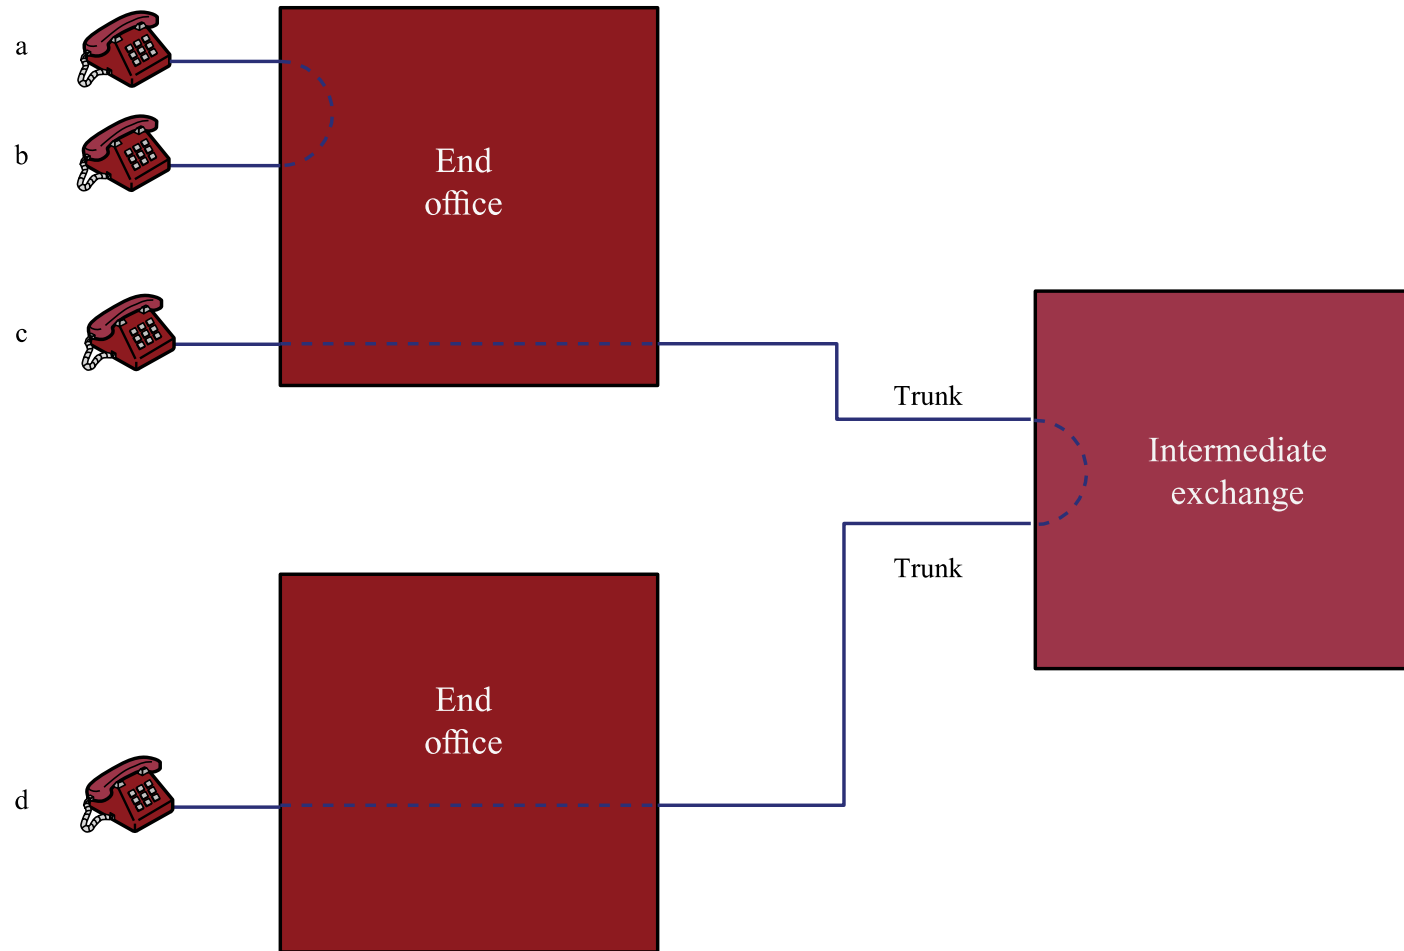 a
b
End
office
c
Trunk
Intermediate
exchange
Trunk
End
office
d